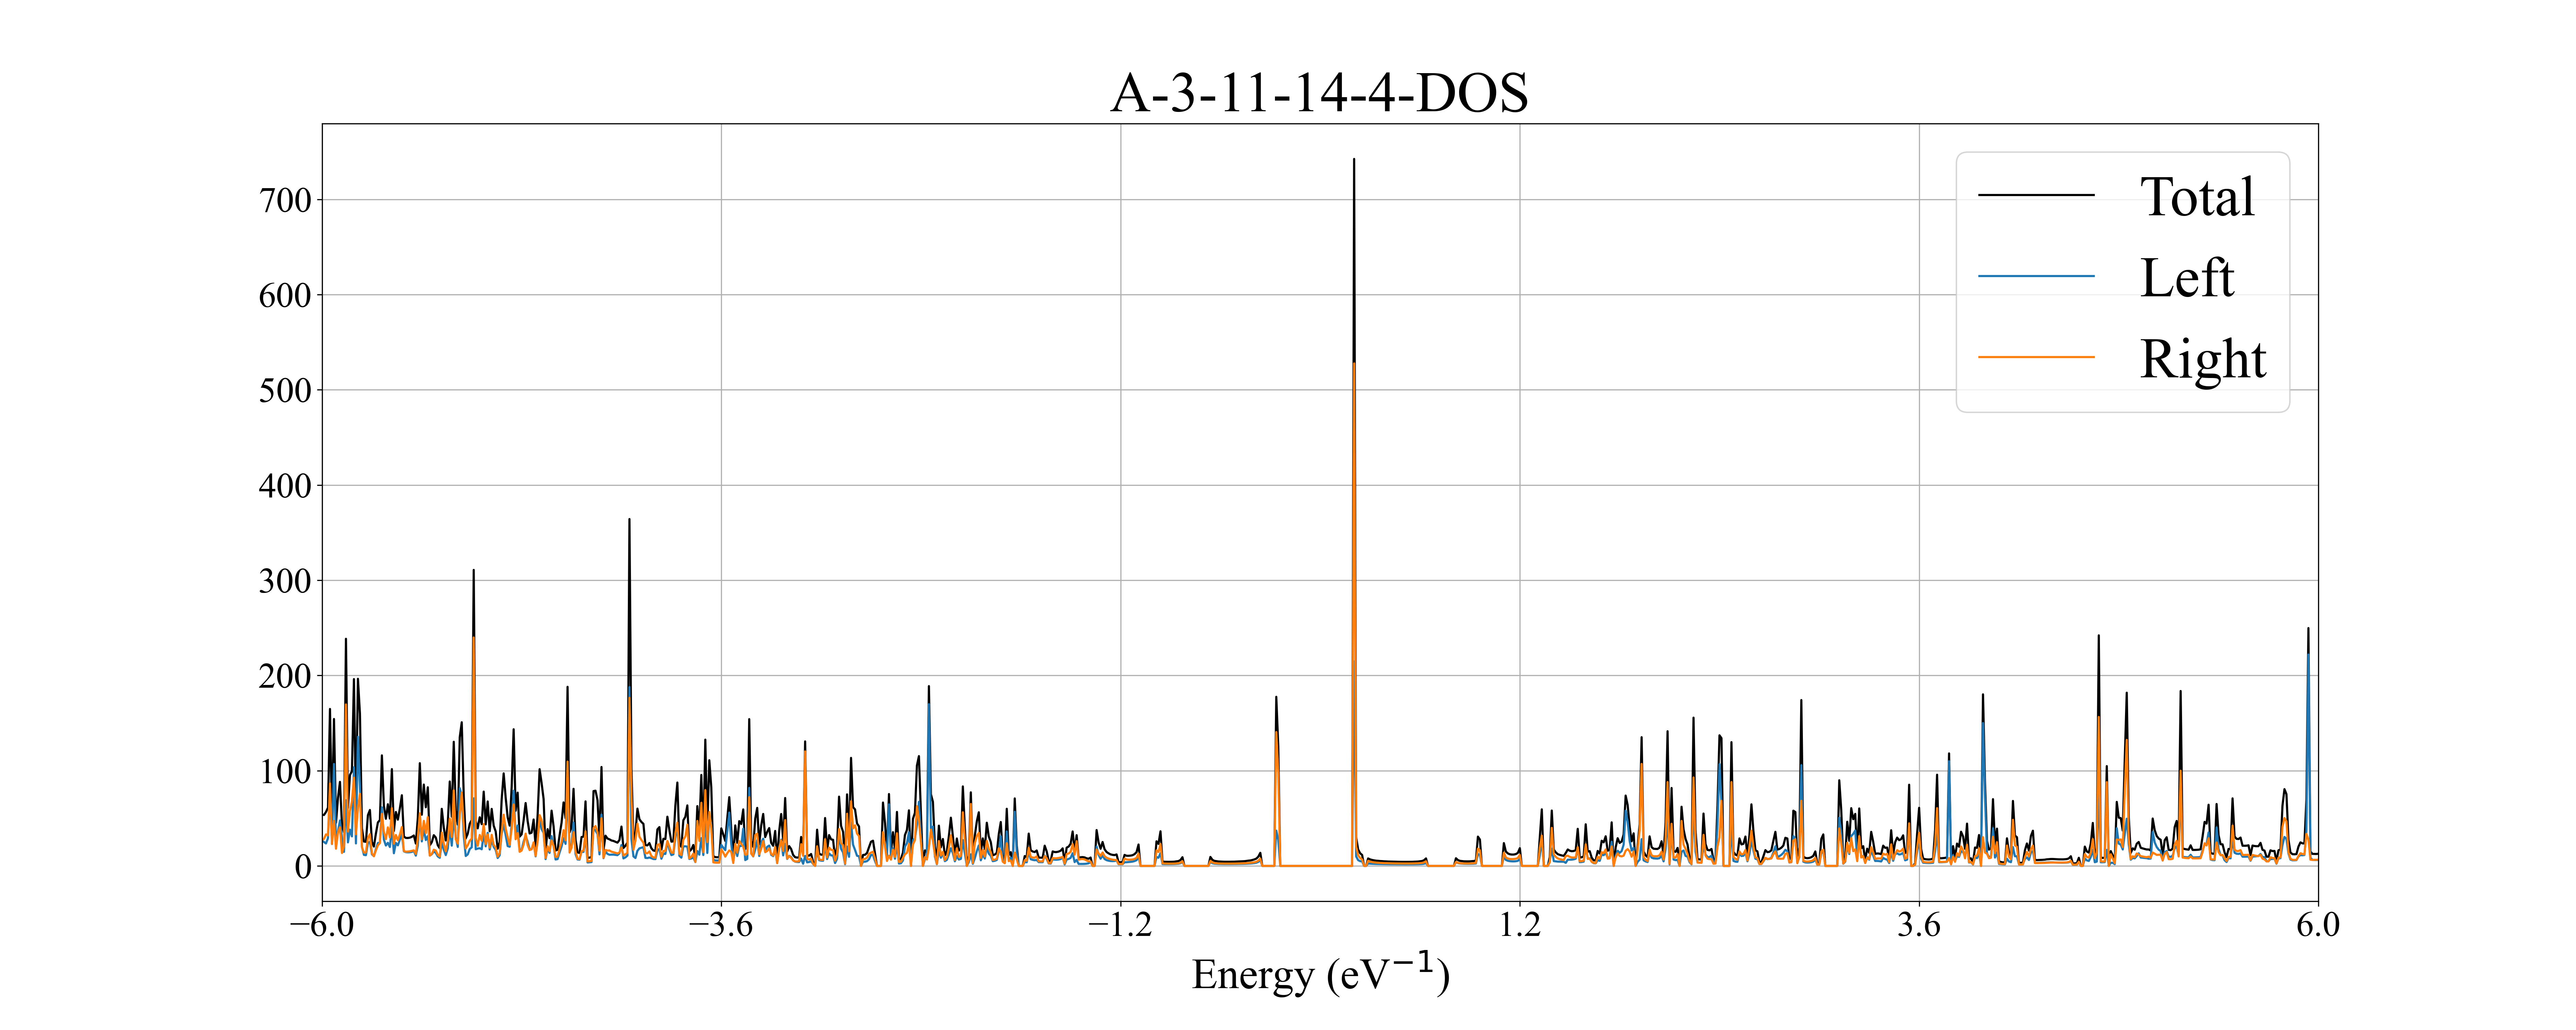 A-3-11-14-4-DOS
Total
Left
Right
700
600
500
400
300
200
100
0
−6.0 −3.6 −1.2 1.2 3.6 6.0
Energy (eV⁻¹)